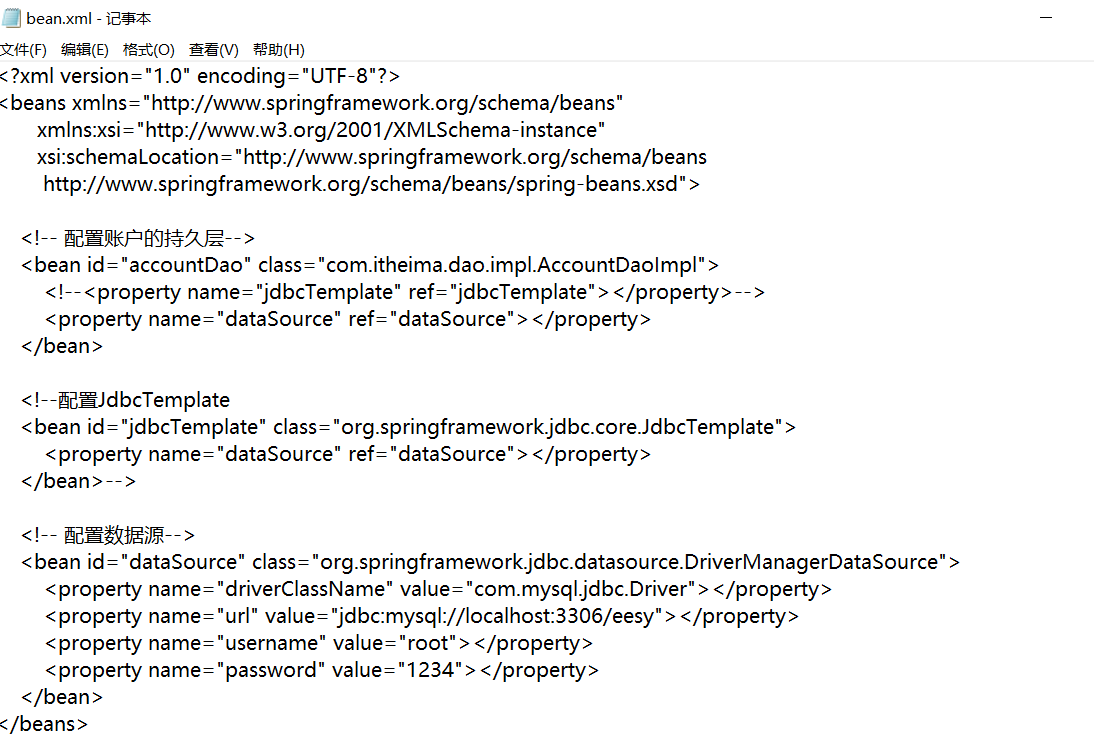 bean.xml - 记事本
文件(F) 编辑(E) 格式(O) 查看(V) 帮助(H)
<?xml version="1.0" encoding="UTF-8"?>
<beans xmlns="http://www.springframework.org/schema/beans"
xmlns:xsi="http://www.w3.org/2001/XMLSchema-instance"
xsi:schemaLocation="http://www.springframework.org/schema/beans
http://www.springframework.org/schema/beans/spring-beans.xsd">
<!-- 配置账户的持久层-->
<bean id="accountDao" class="com.itheima.dao.impl.AccountDaoImpl">
<!--<property name="jdbcTemplate" ref="jdbcTemplate"></property>-->
<property name="dataSource" ref="dataSource"></property>
</bean>
<!--配置JdbcTemplate
<bean id="jdbcTemplate" class="org.springframework.jdbc.core.JdbcTemplate">
<property name="dataSource" ref="dataSource"></property>
</bean>-->
<!-- 配置数据源-->
<bean id="dataSource" class="org.springframework.jdbc.datasource.DriverManagerDataSource">
<property name="driverClassName" value="com.mysql.jdbc.Driver"></property>
<property name="url" value="jdbc:mysql://localhost:3306/eesy"></property>
<property name="username" value="root"></property>
<property name="password" value="1234"></property>
</bean>
</beans>